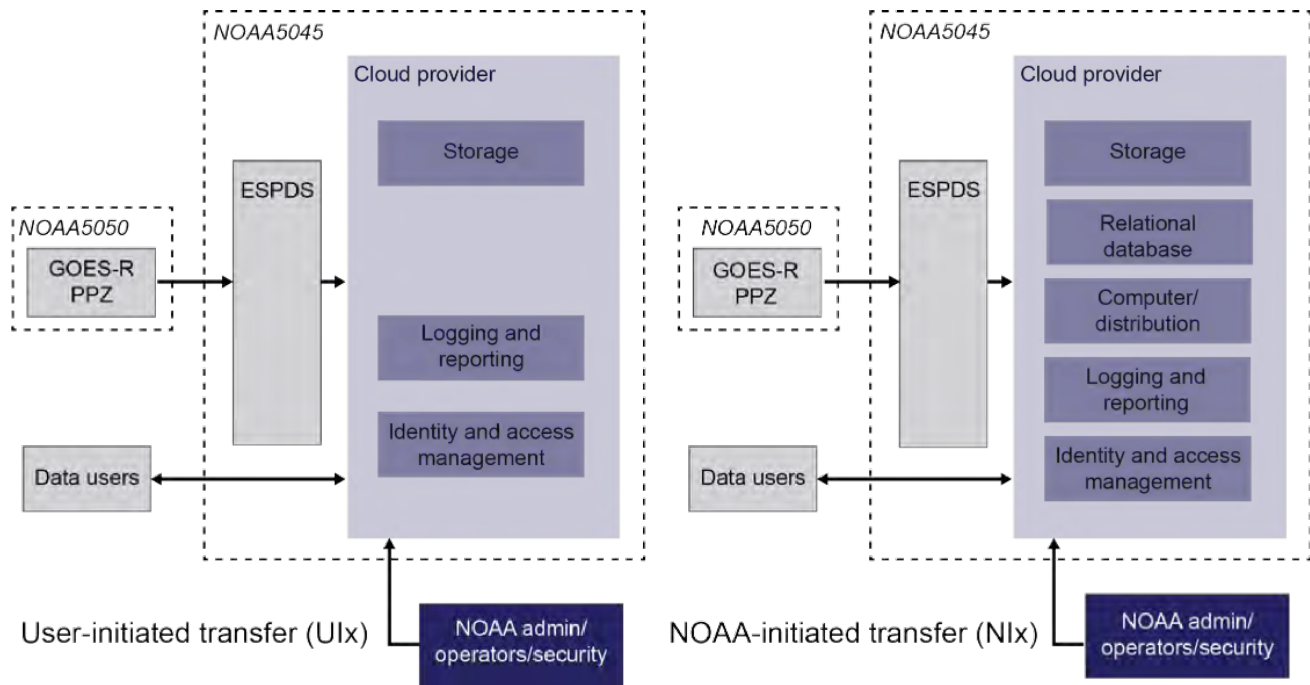 NOAA5045
Cloud provider
Storage
ESPDS
NOAA5050
GOES-R
PPZ
Logging and
reporting
Identity and access
management
Data users
User-initiated transfer (UIx)
NOAA admin/
operators/security
NOAA5045
Cloud provider
Storage
ESPDS
Relational
database
NOAA5050
GOES-R
PPZ
Computer/
distribution
Logging and
reporting
Identity and access
management
Data users
NOAA-initiated transfer (NIx)
NOAA admin/
operators/security